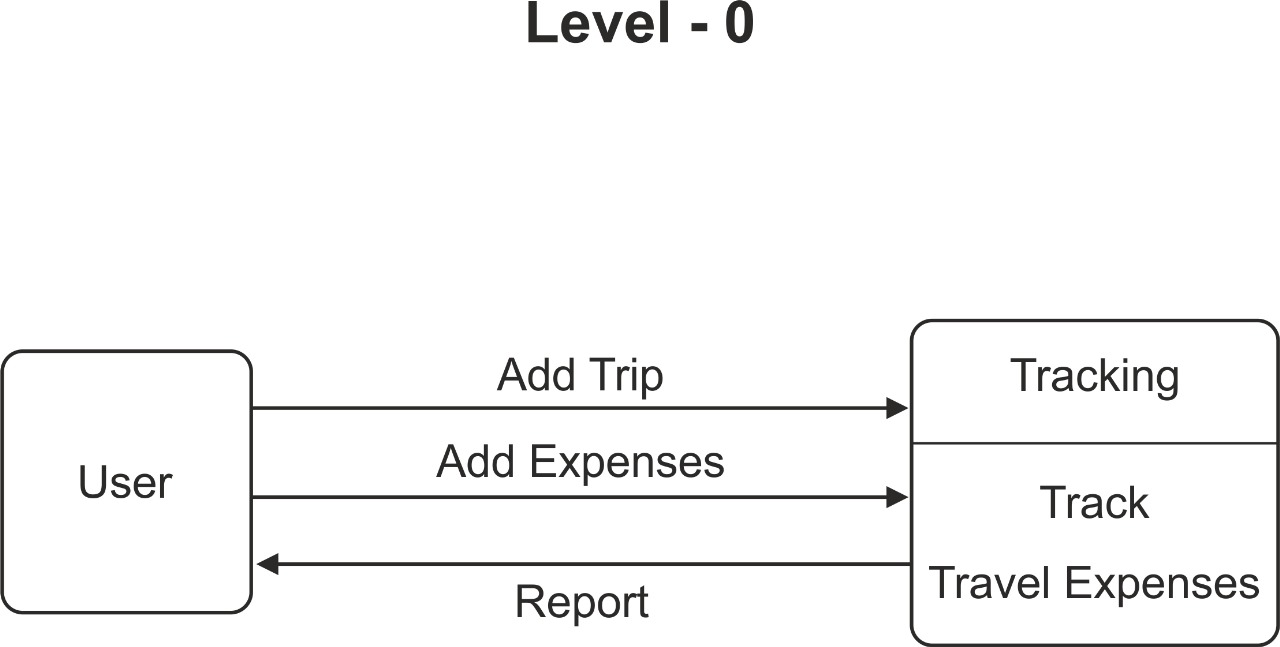 Level - 0
User
Add Trip
Add Expenses
Report
Tracking
Track
Travel Expenses